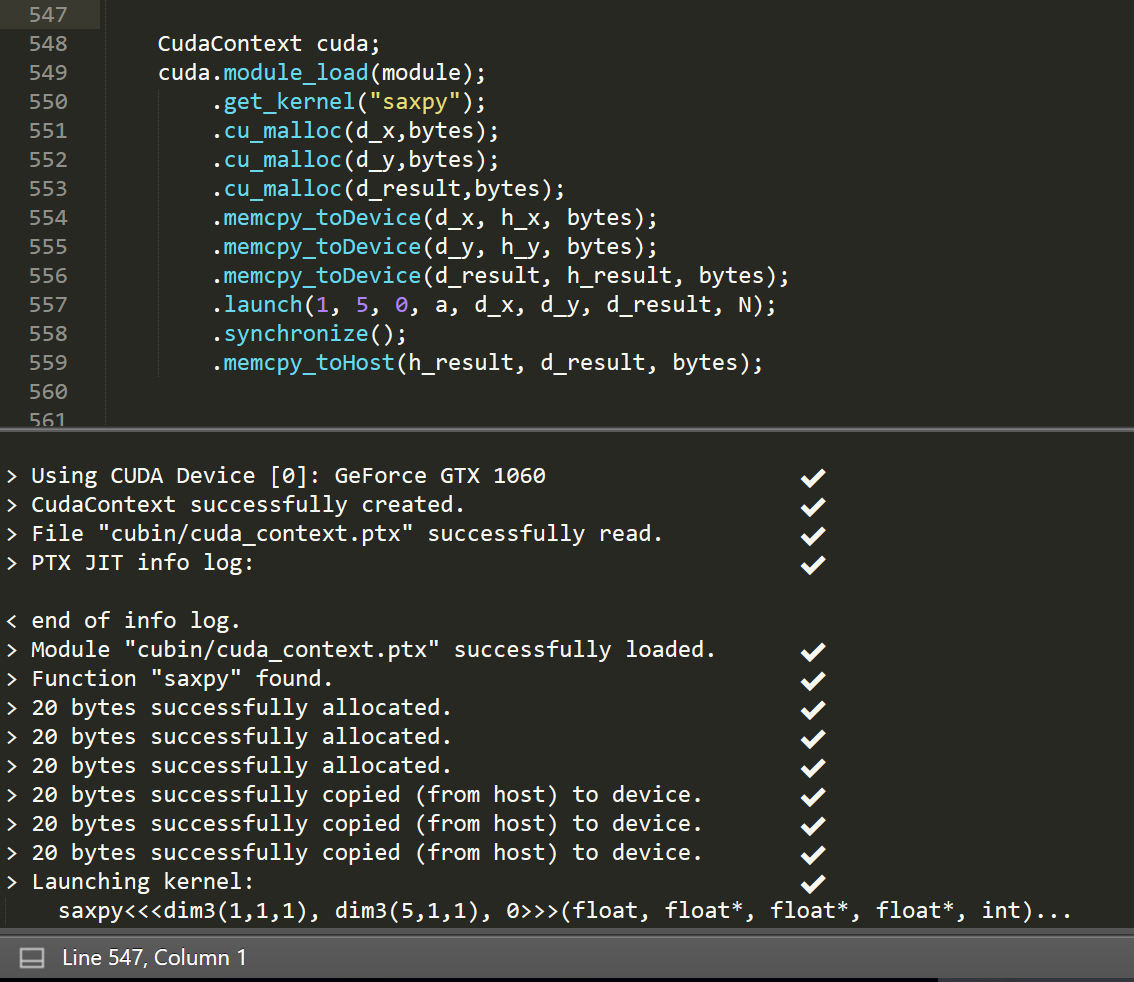 547
548 CudaContext cuda;
549 cuda.module_load(module);
550 .get_kernel("saxpy");
551 .cu_malloc(d_x,bytes);
552 .cu_malloc(d_y,bytes);
553 .cu_malloc(d_result,bytes);
554 .memcpy_toDevice(d_x, h_x, bytes);
555 .memcpy_toDevice(d_y, h_y, bytes);
556 .memcpy_toDevice(d_result, h_result, bytes);
557 .launch(1, 5, 0, a, d_x, d_y, d_result, N);
558 .synchronize();
559 .memcpy_toHost(h_result, d_result, bytes);
560
561
> Using CUDA Device [0]: GeForce GTX 1060 ✔
> CudaContext successfully created. ✔
> File "cubin/cuda_context.ptx" successfully read. ✔
> PTX JIT info log: ✔
< end of info log.
> Module "cubin/cuda_context.ptx" successfully loaded. ✔
> Function "saxpy" found. ✔
> 20 bytes successfully allocated. ✔
> 20 bytes successfully allocated. ✔
> 20 bytes successfully allocated. ✔
> 20 bytes successfully copied (from host) to device. ✔
> 20 bytes successfully copied (from host) to device. ✔
> 20 bytes successfully copied (from host) to device. ✔
> Launching kernel: ✔
saxpy<<<dim3(1,1,1), dim3(5,1,1), 0>>>(float, float*, float*, float*, int)...
Line 547, Column 1